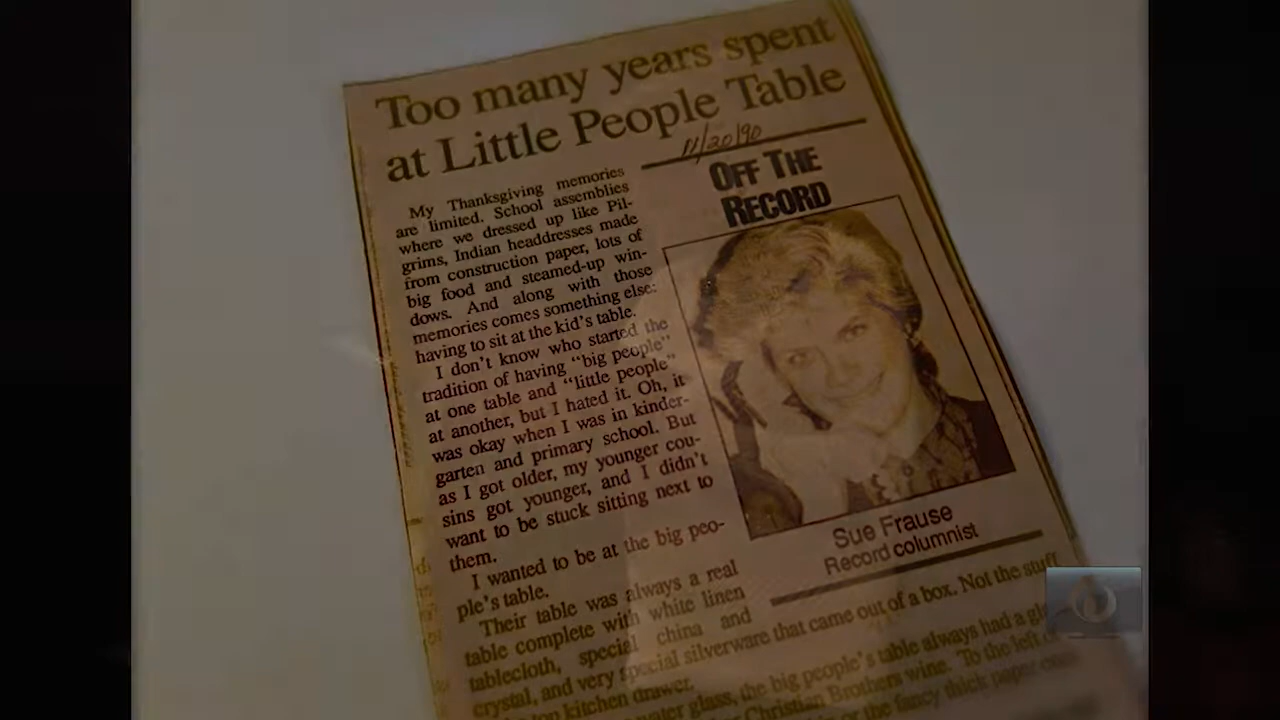 Too many years spent
at Little People Table
11/20/90
OFF THE
RECORD
My Thanksgiving memories
are limited. School assemblies
where we dressed up like Pil-
grims, Indian headdresses made
from construction paper, lots of
big food and steamed-up win-
dows. And along with those
memories comes something else:
having to sit at the kid's table.
I don't know who started the
tradition of having "big people"
at one table and "little people"
at another, but I hated it. Oh, it
was okay when I was in kinder-
garten and primary school. But
as I got older, my younger cou-
sins got younger, and I didn't
want to be stuck sitting next to
them.
I wanted to be at the big peo-
ple's table.
Their table was always a real
table complete with white linen
tablecloth, special china and
crystal, and very special silverware that came out of a box. Not the stuff
kitchen drawer.
water glass, the big people's table always had a
Christian Brothers wine. To the left
or the fancy thick paper
Sue Frause
Record columnist